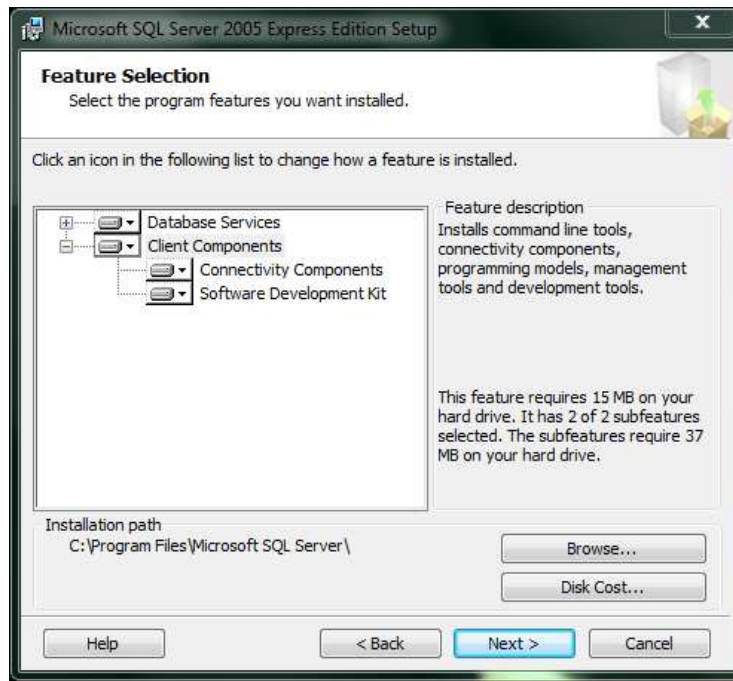 Microsoft SQL Server 2005 Express Edition Setup
Feature Selection
Select the program features you want installed.
Click an icon in the following list to change how a feature is installed.
Database Services
Client Components
Connectivity Components
Software Development Kit
Feature description
Installs command line tools,
connectivity components,
programming models, management
tools and development tools.
This feature requires 15 MB on your
hard drive. It has 2 of 2 subfeatures
selected. The subfeatures require 37
MB on your hard drive.
Installation path
C:\Program Files\Microsoft SQL Server\
Browse...
Disk Cost...
Help
< Back
Next >
Cancel